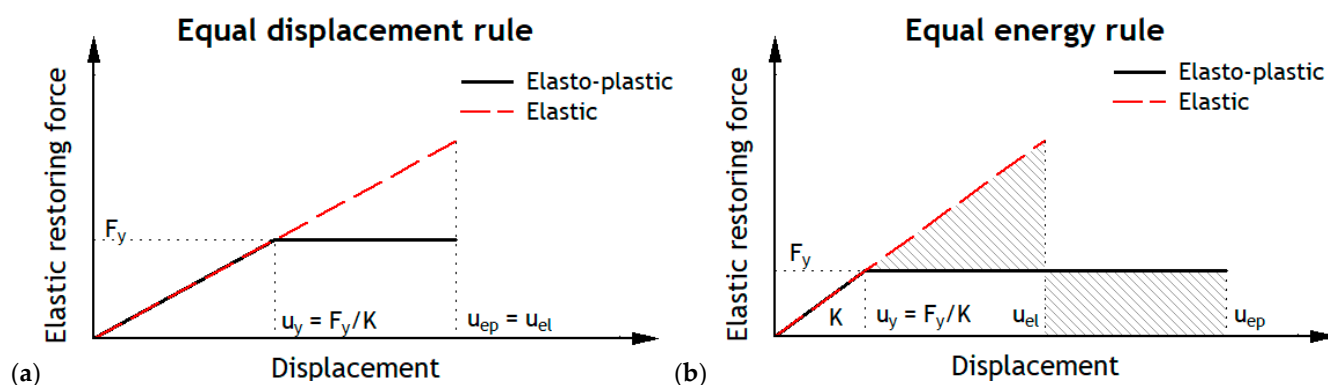 Equal displacement rule
Elastic restoring force
Elasto-plastic
Elastic
Fy
uy = Fy/K
uep = uel
(a)
Displacement
Equal energy rule
Elastic restoring force
Elasto-plastic
Elastic
Fy
K
uy = Fy/K
uel
uep
(b)
Displacement